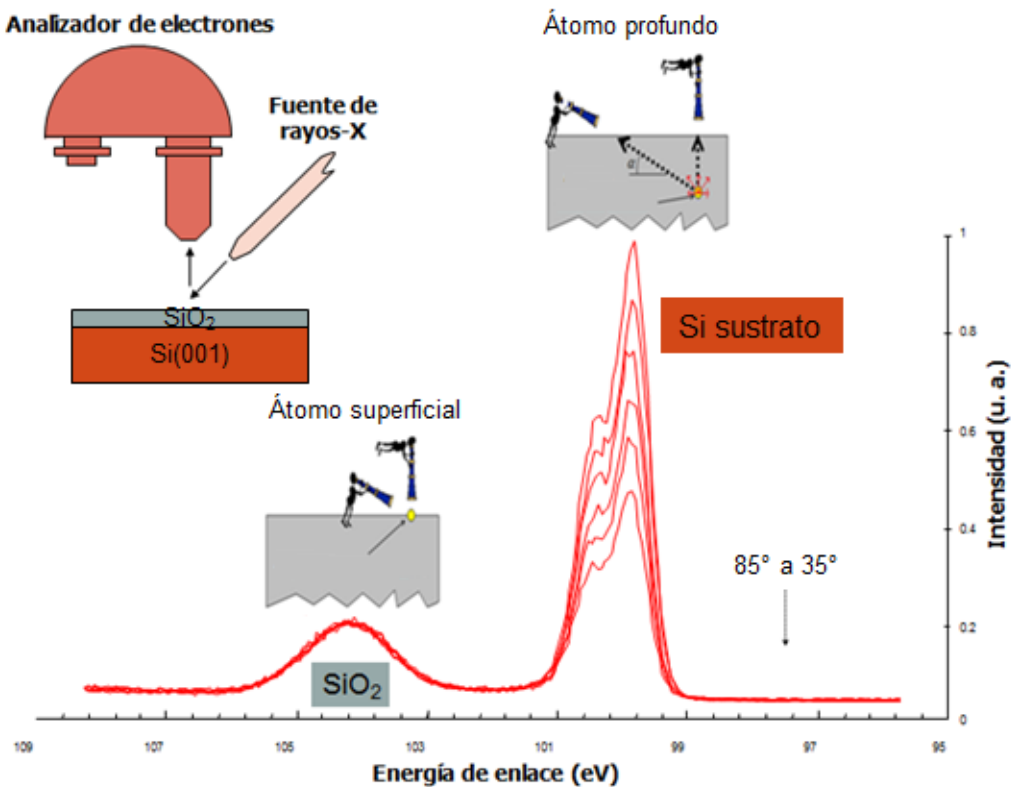 Analizador de electrones
Fuente de
rayos-X
SiO2
Si(001)
Átomo profundo
α
Átomo superficial
Si sustrato
85° a 35°
SiO2
1
0.8
0.6
0.4
0.2
0
Intensidad (u. a.)
109 107 105 103 101 99 97 95
Energía de enlace (eV)